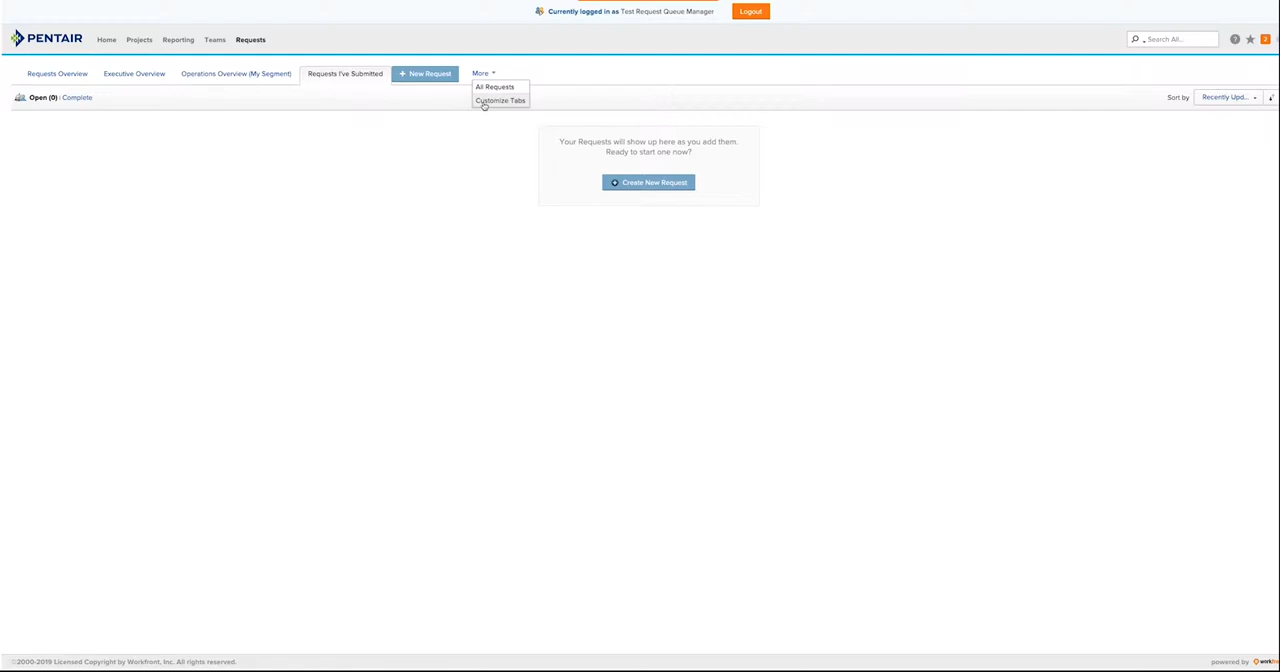 Currently logged in as Test Request Queue Manager Logout
PENTAIR Home Projects Reporting Teams Requests Search All... ? 2
Requests Overview Executive Overview Operations Overview (My Segment) Requests I've Submitted + New Request More
All Requests
Customize Tabs
Open (0) | Complete Sort by Recently Upd...
Your Requests will show up here as you add them.
Ready to start one now?
Create New Request
©2000-2019 Licensed Copyright by Workfront, Inc. All rights reserved. powered by